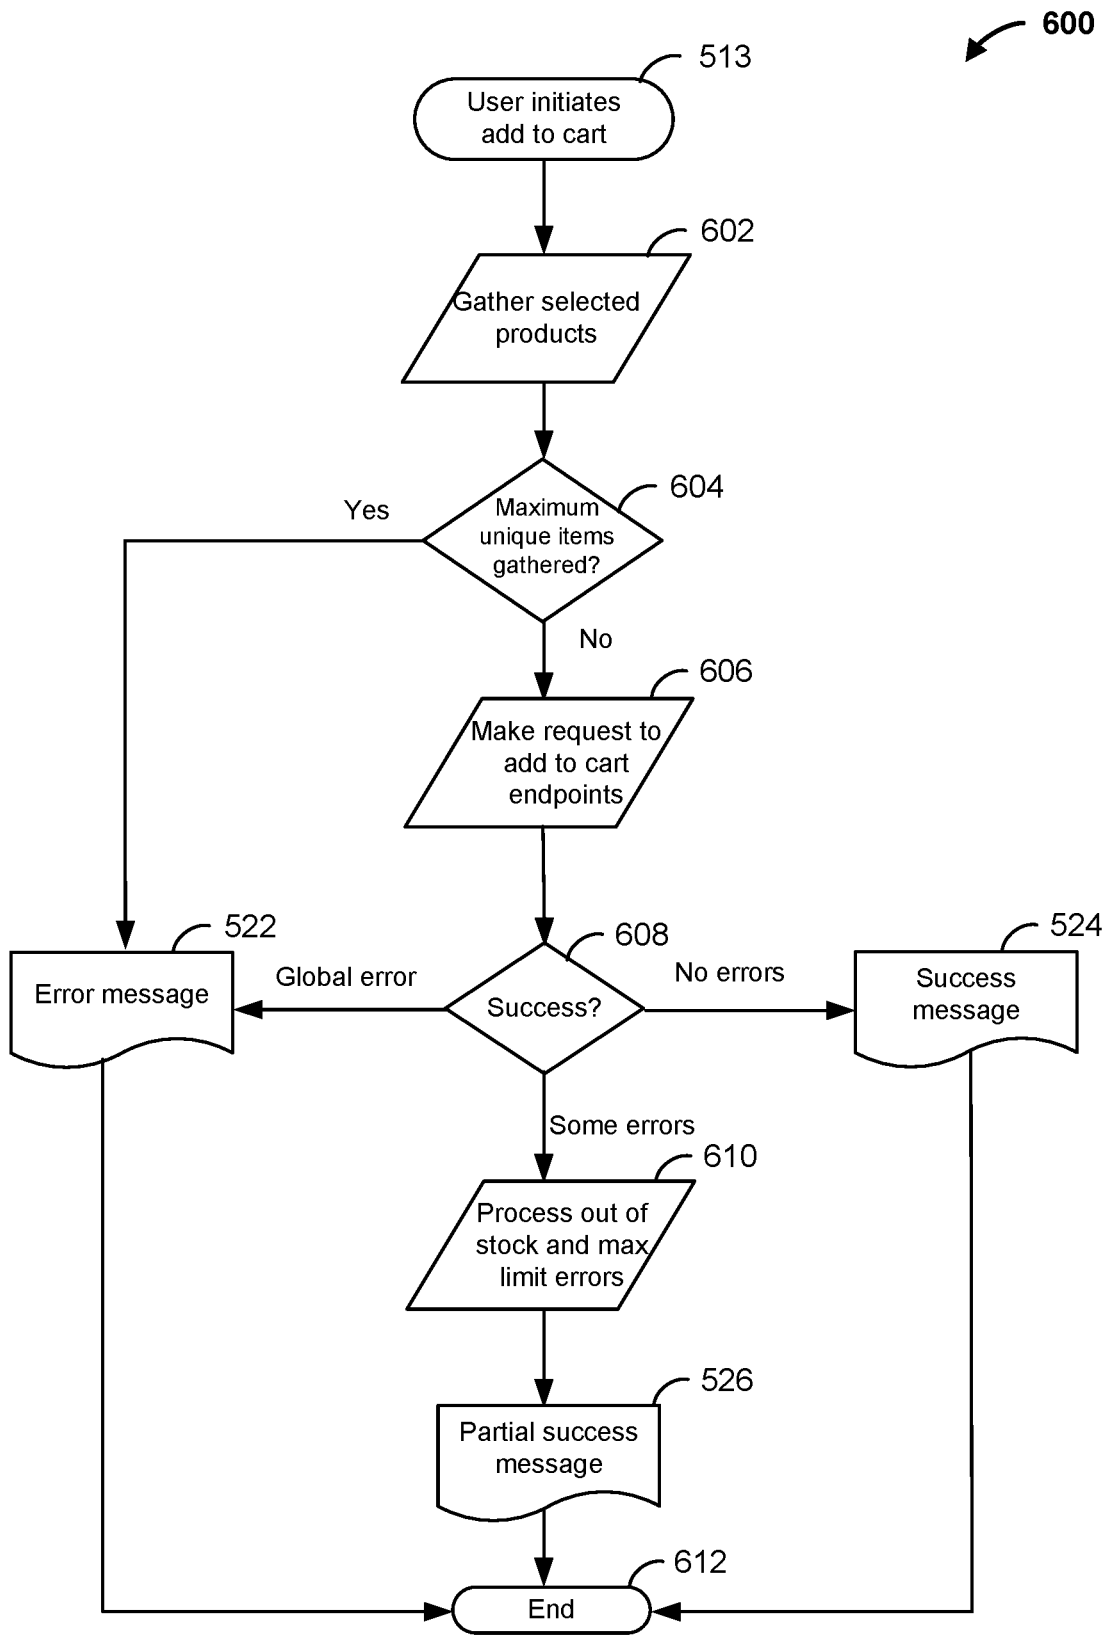 600
513
User initiates
add to cart
602
Gather selected
products
604
Maximum
unique items
gathered?
Yes
No
606
Make request to
add to cart
endpoints
522
Error message
Global error
608
Success?
No errors
524
Success
message
Some errors
610
Process out of
stock and max
limit errors
526
Partial success
message
612
End